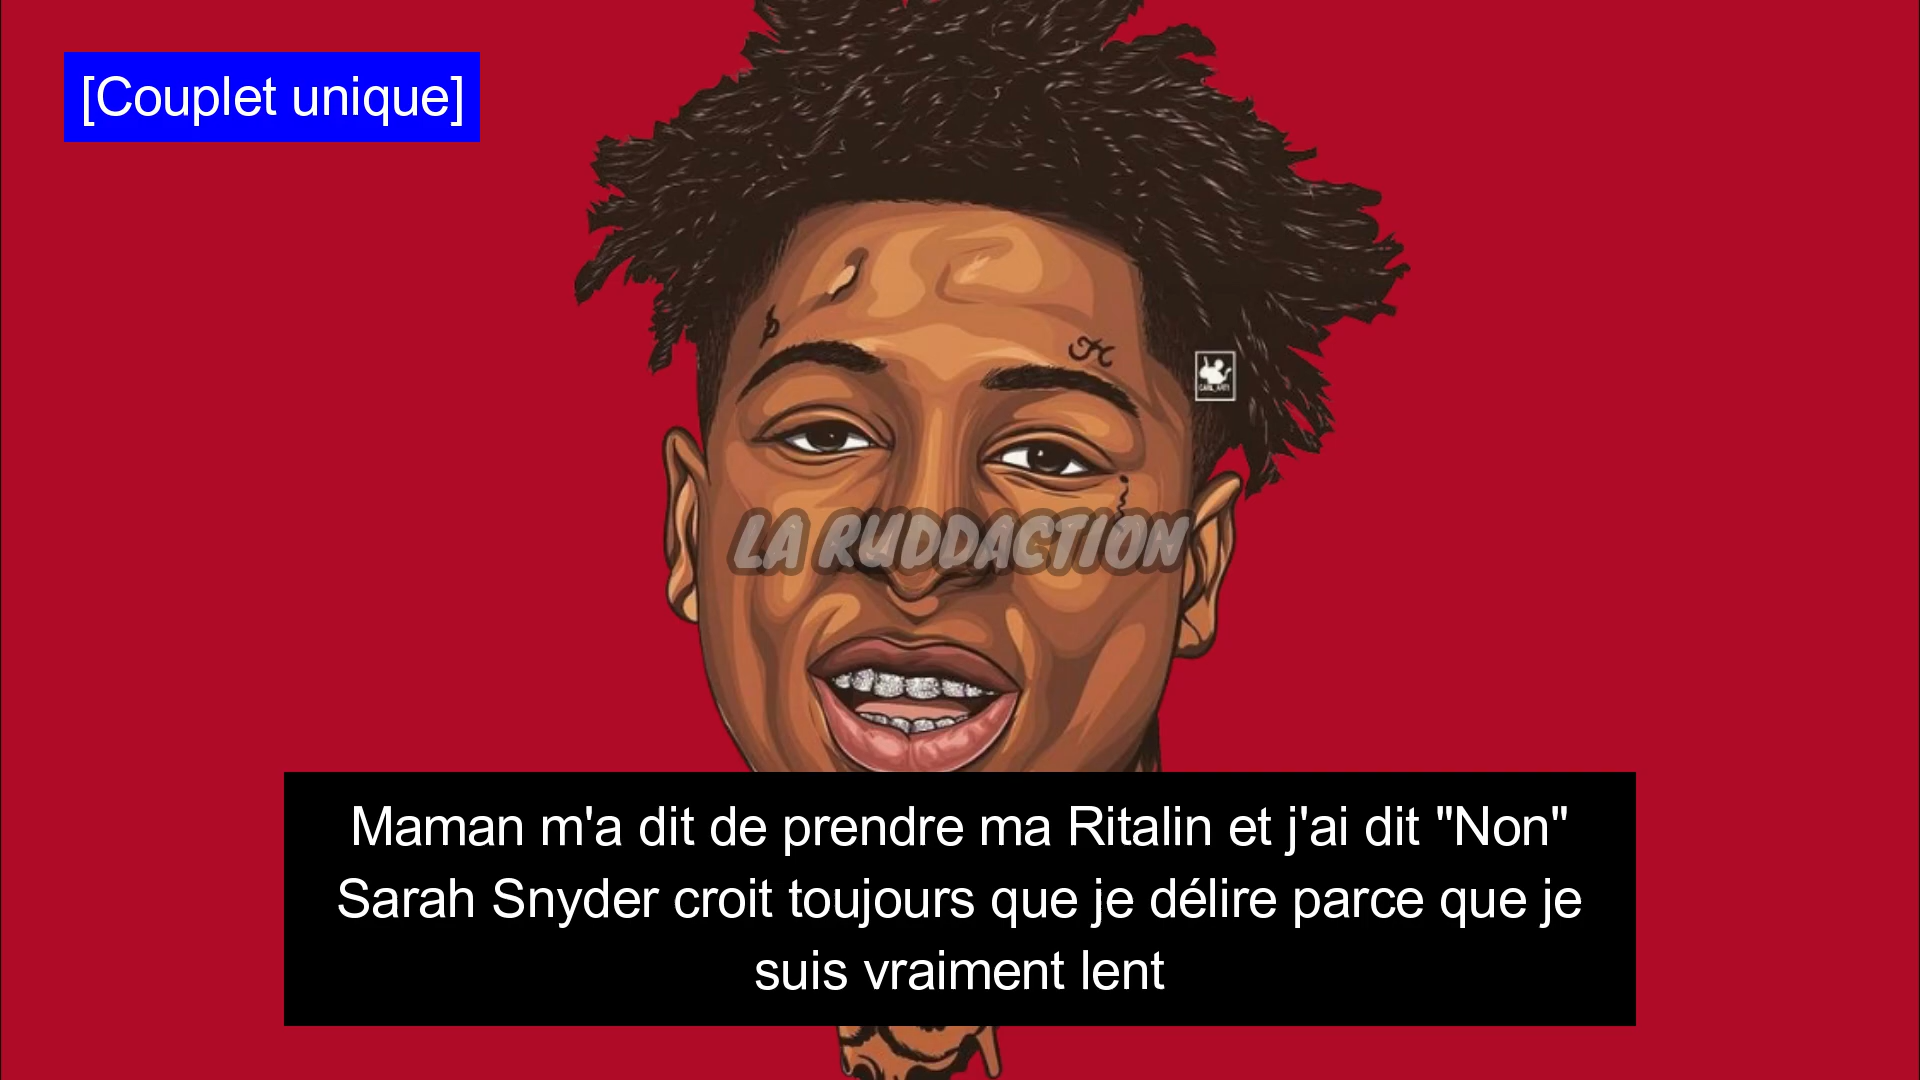 [Couplet unique]
LA RUDDACTION
Maman m'a dit de prendre ma Ritalin et j'ai dit "Non"
Sarah Snyder croit toujours que je délire parce que je
suis vraiment lent